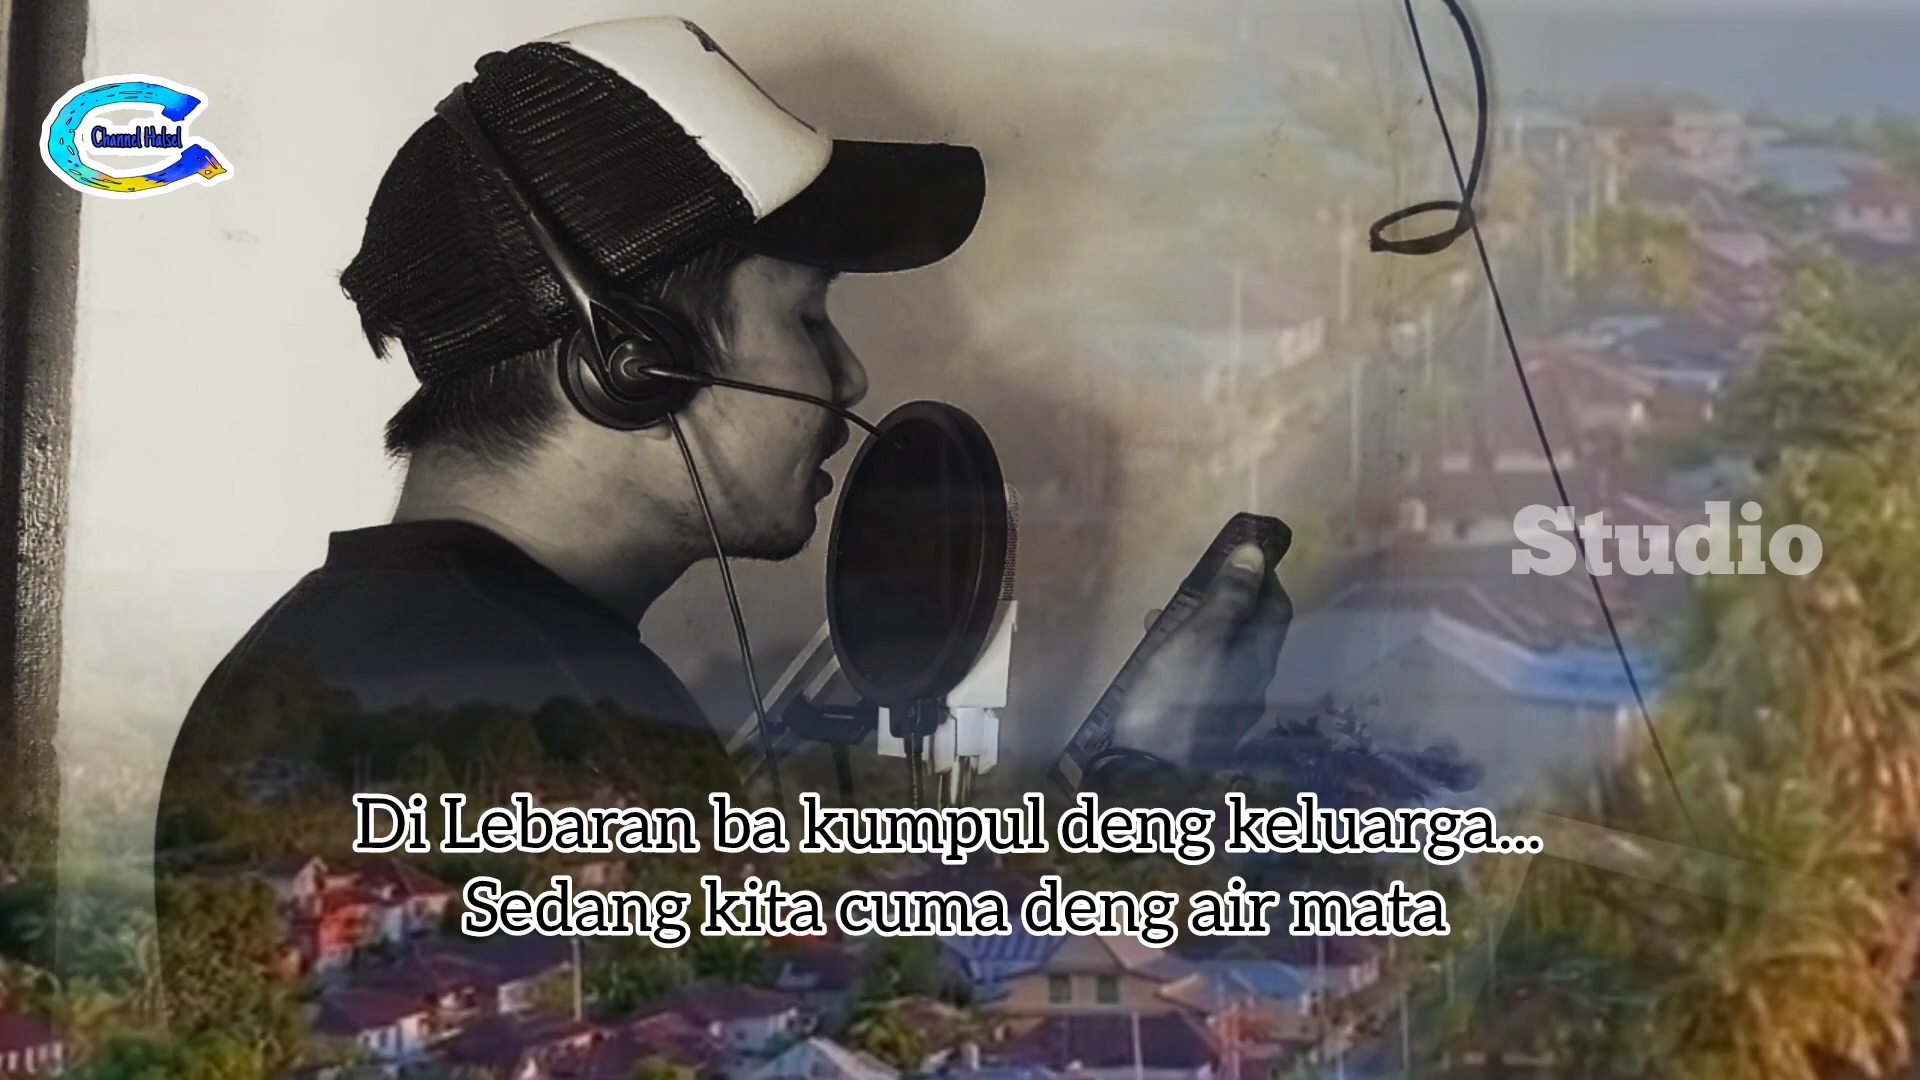 Channel Halsel
Studio
Di Lebaran ba kumpul deng keluarga...
Sedang kita cuma deng air mata